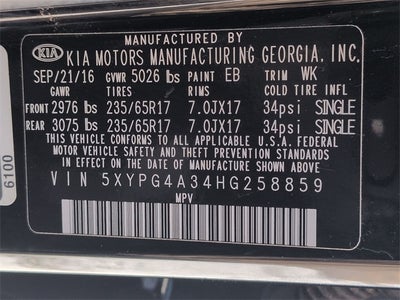 MANUFACTURED BY
KIA KIA MOTORS MANUFACTURING GEORGIA, INC.
SEP/21/16 GVWR 5026 lbs PAINT EB TRIM WK
TIRES RIMS COLD TIRE INFL
FRONT 2976 lbs 235/65R17 7.0JX17 34psi SINGLE
REAR 3075 lbs 235/65R17 7.0JX17 34psi SINGLE
THIS VEHICLE CONFORMS TO ALL APPLICABLE U.S.A. FEDERAL
MOTOR VEHICLE SAFETY, BUMPER, AND THEFT PREVENTION
STANDARDS IN EFFECT ON THE DATE OF MANUFACTURE SHOWN ABOVE.
VIN 5XYPG4A34HG258859
MPV
6100